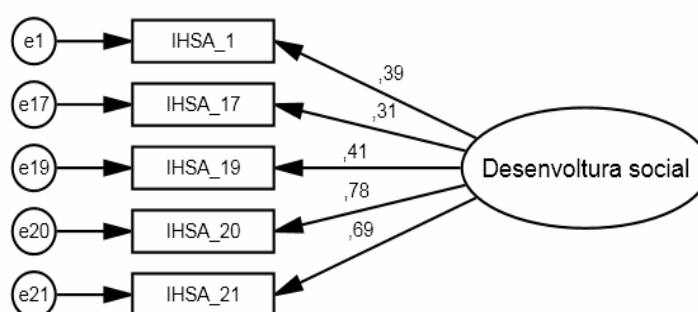 e1 IHSA_1
,39
e17 IHSA_17
,31
e19 IHSA_19
,41
Desenvoltura social
,78
e20 IHSA_20
,69
e21 IHSA_21